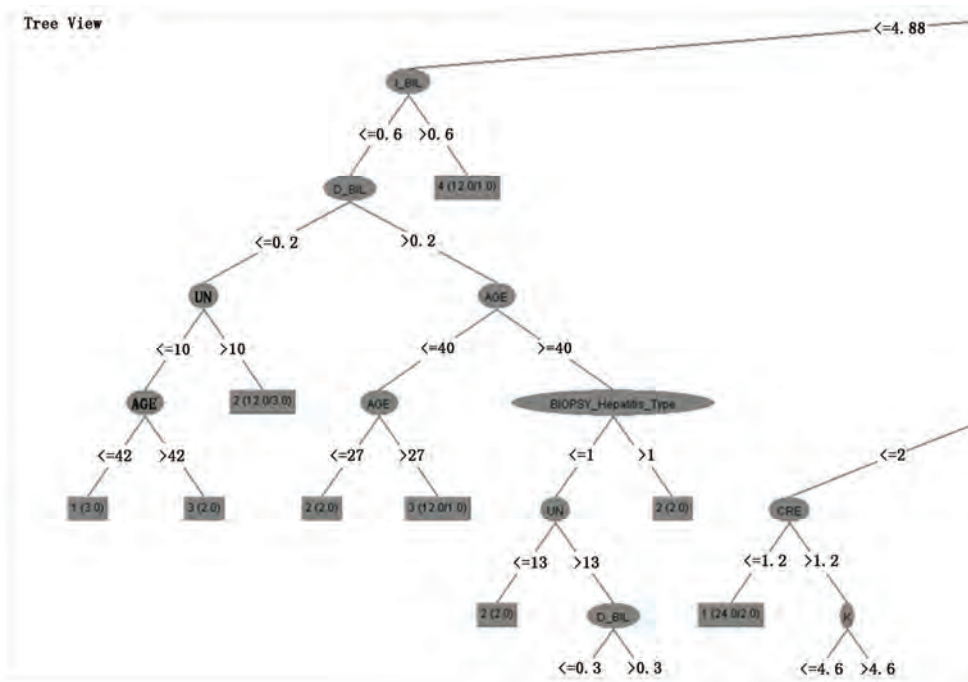 Tree View
<=4.88
I_BIL
<=0.6 >0.6
D_BIL 4 (12.0/1.0)
<=0.2 >0.2
UN AGE
<=10 >10 <=40 >=40
AGE 2 (12.0/3.0) AGE BIOPSY_Hepatitis_Type
<=42 >42 <=27 >27 <=1 >1 <=2
1 (3.0) 3 (2.0) 2 (2.0) 3 (12.0/1.0) UN 2 (2.0) CRE
<=13 >13 <=1.2 >1.2
2 (2.0) D_BIL 1 (24.0/2.0) K
<=0.3 >0.3 <=4.6 >4.6